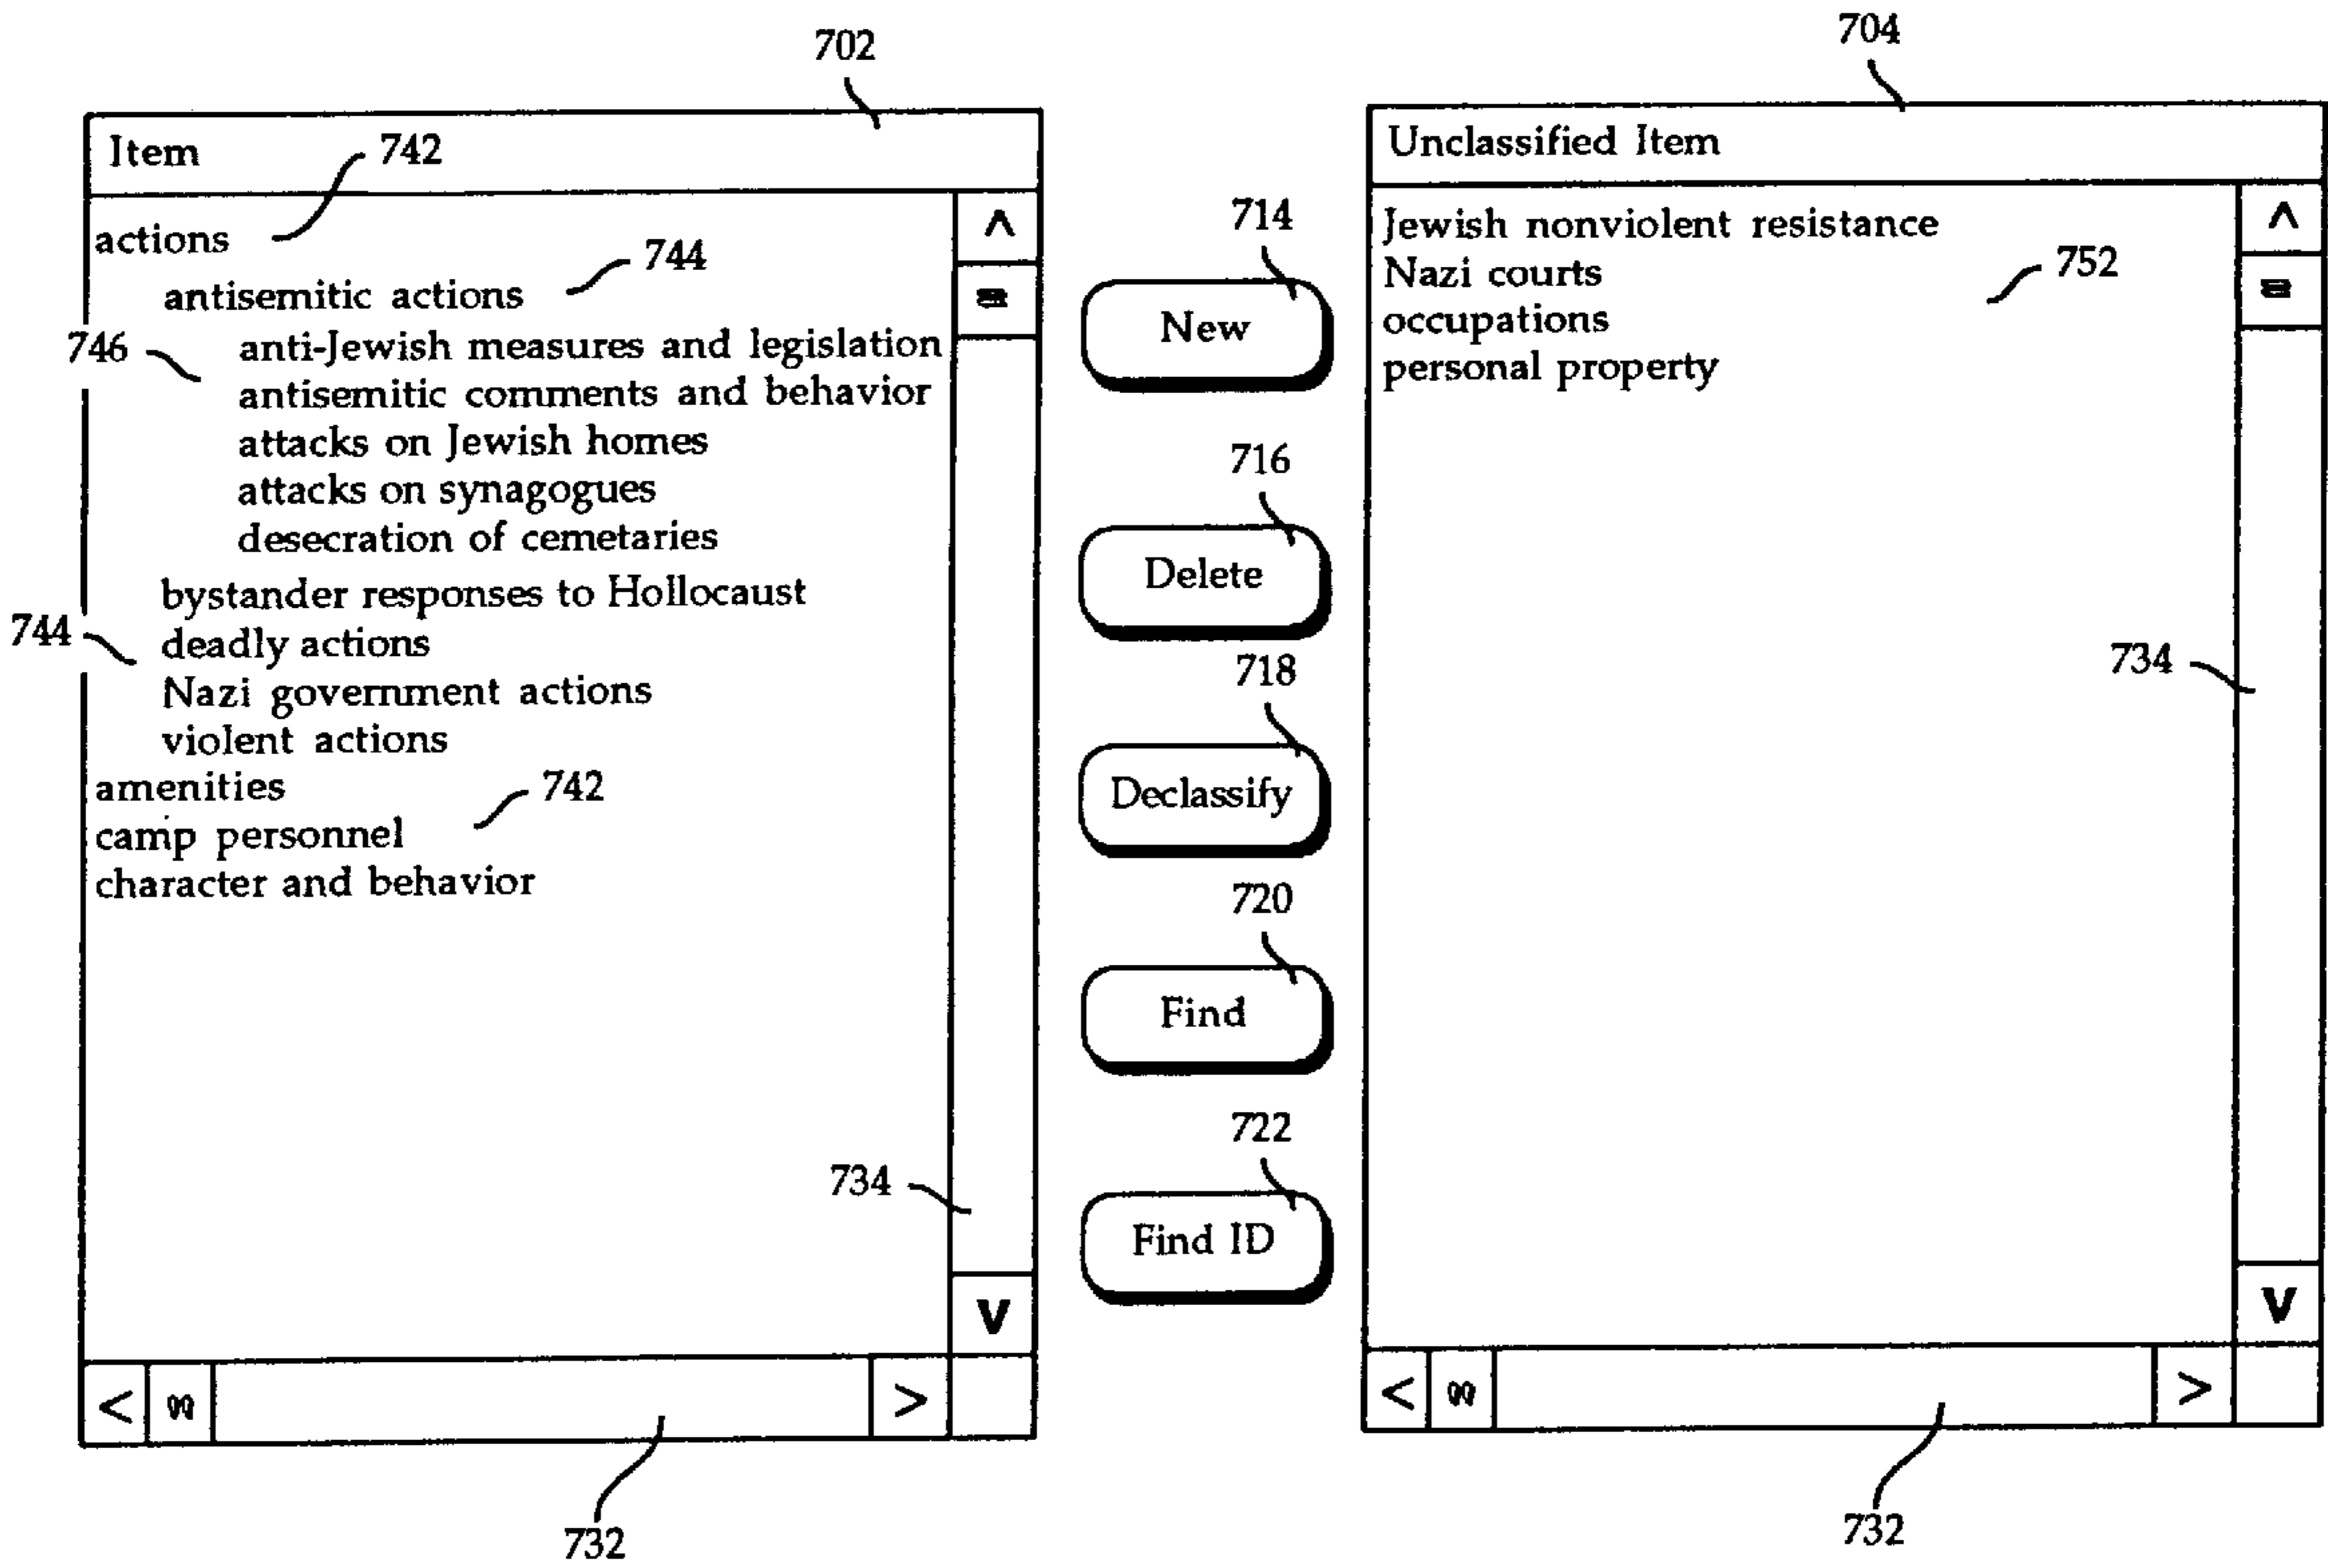 702
704
Item
742
Unclassified Item
actions
744
antisemitic actions
746
anti-Jewish measures and legislation
antisemitic comments and behavior
attacks on Jewish homes
attacks on synagogues
desecration of cemetaries
bystander responses to Hollocaust
744
deadly actions
Nazi government actions
violent actions
amenities
742
camp personnel
character and behavior
734
732
714
New
716
Delete
718
Declassify
720
Find
722
Find ID
Jewish nonviolent resistance
Nazi courts
752
occupations
personal property
734
732